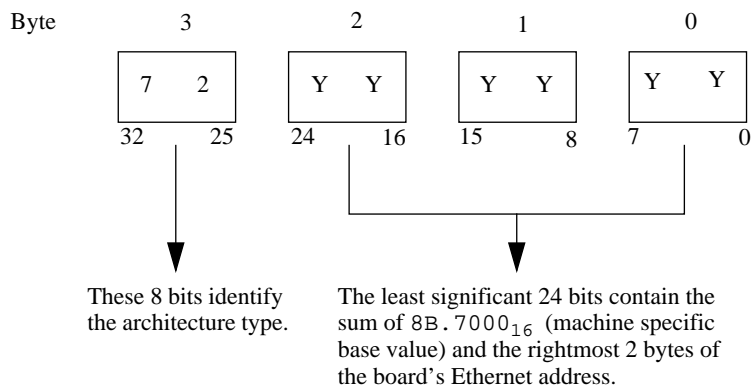 Byte 3 2 1 0
7 2 Y Y Y Y Y Y
32 25 24 16 15 8 7 0
These 8 bits identify
the architecture type.
The least significant 24 bits contain the
sum of 8B.7000₁₆ (machine specific
base value) and the rightmost 2 bytes of
the board's Ethernet address.